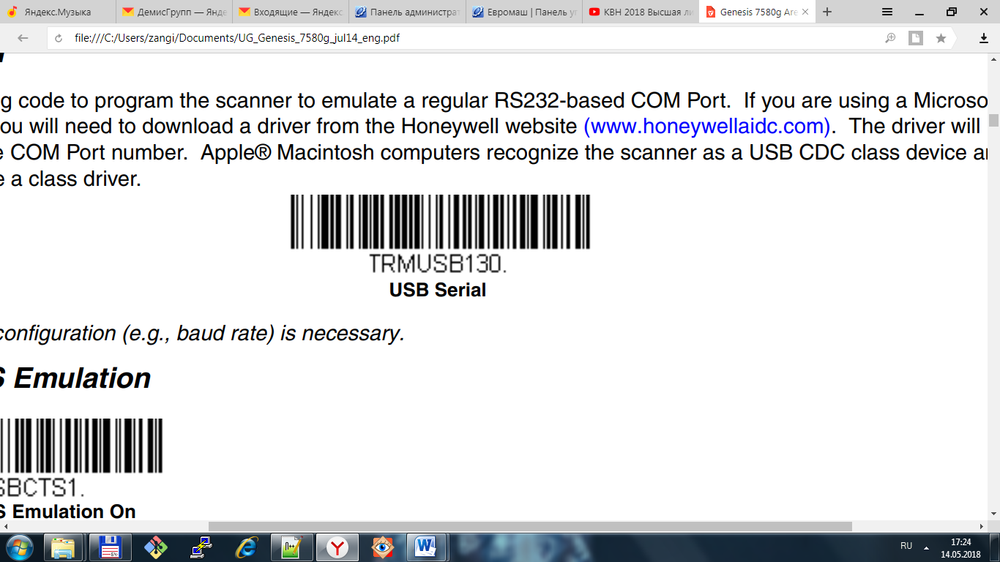 Яндекс.Музыка
ДемисГрупп — Янде
Входящие — Яндекс
Панель администрат
Евромаш | Панель уп
КВН 2018 Высшая ли
Genesis 7580g Are
file:///C:/Users/zangi/Documents/UG_Genesis_7580g_jul14_eng.pdf
g code to program the scanner to emulate a regular RS232-based COM Port. If you are using a Microso
ou will need to download a driver from the Honeywell website (www.honeywellaidc.com). The driver will
e COM Port number. Apple® Macintosh computers recognize the scanner as a USB CDC class device a
e a class driver.
TRMUSB130.
USB Serial
configuration (e.g., baud rate) is necessary.
S Emulation
SBCTS1.
S Emulation On
64
N++
RU
17:24
14.05.2018